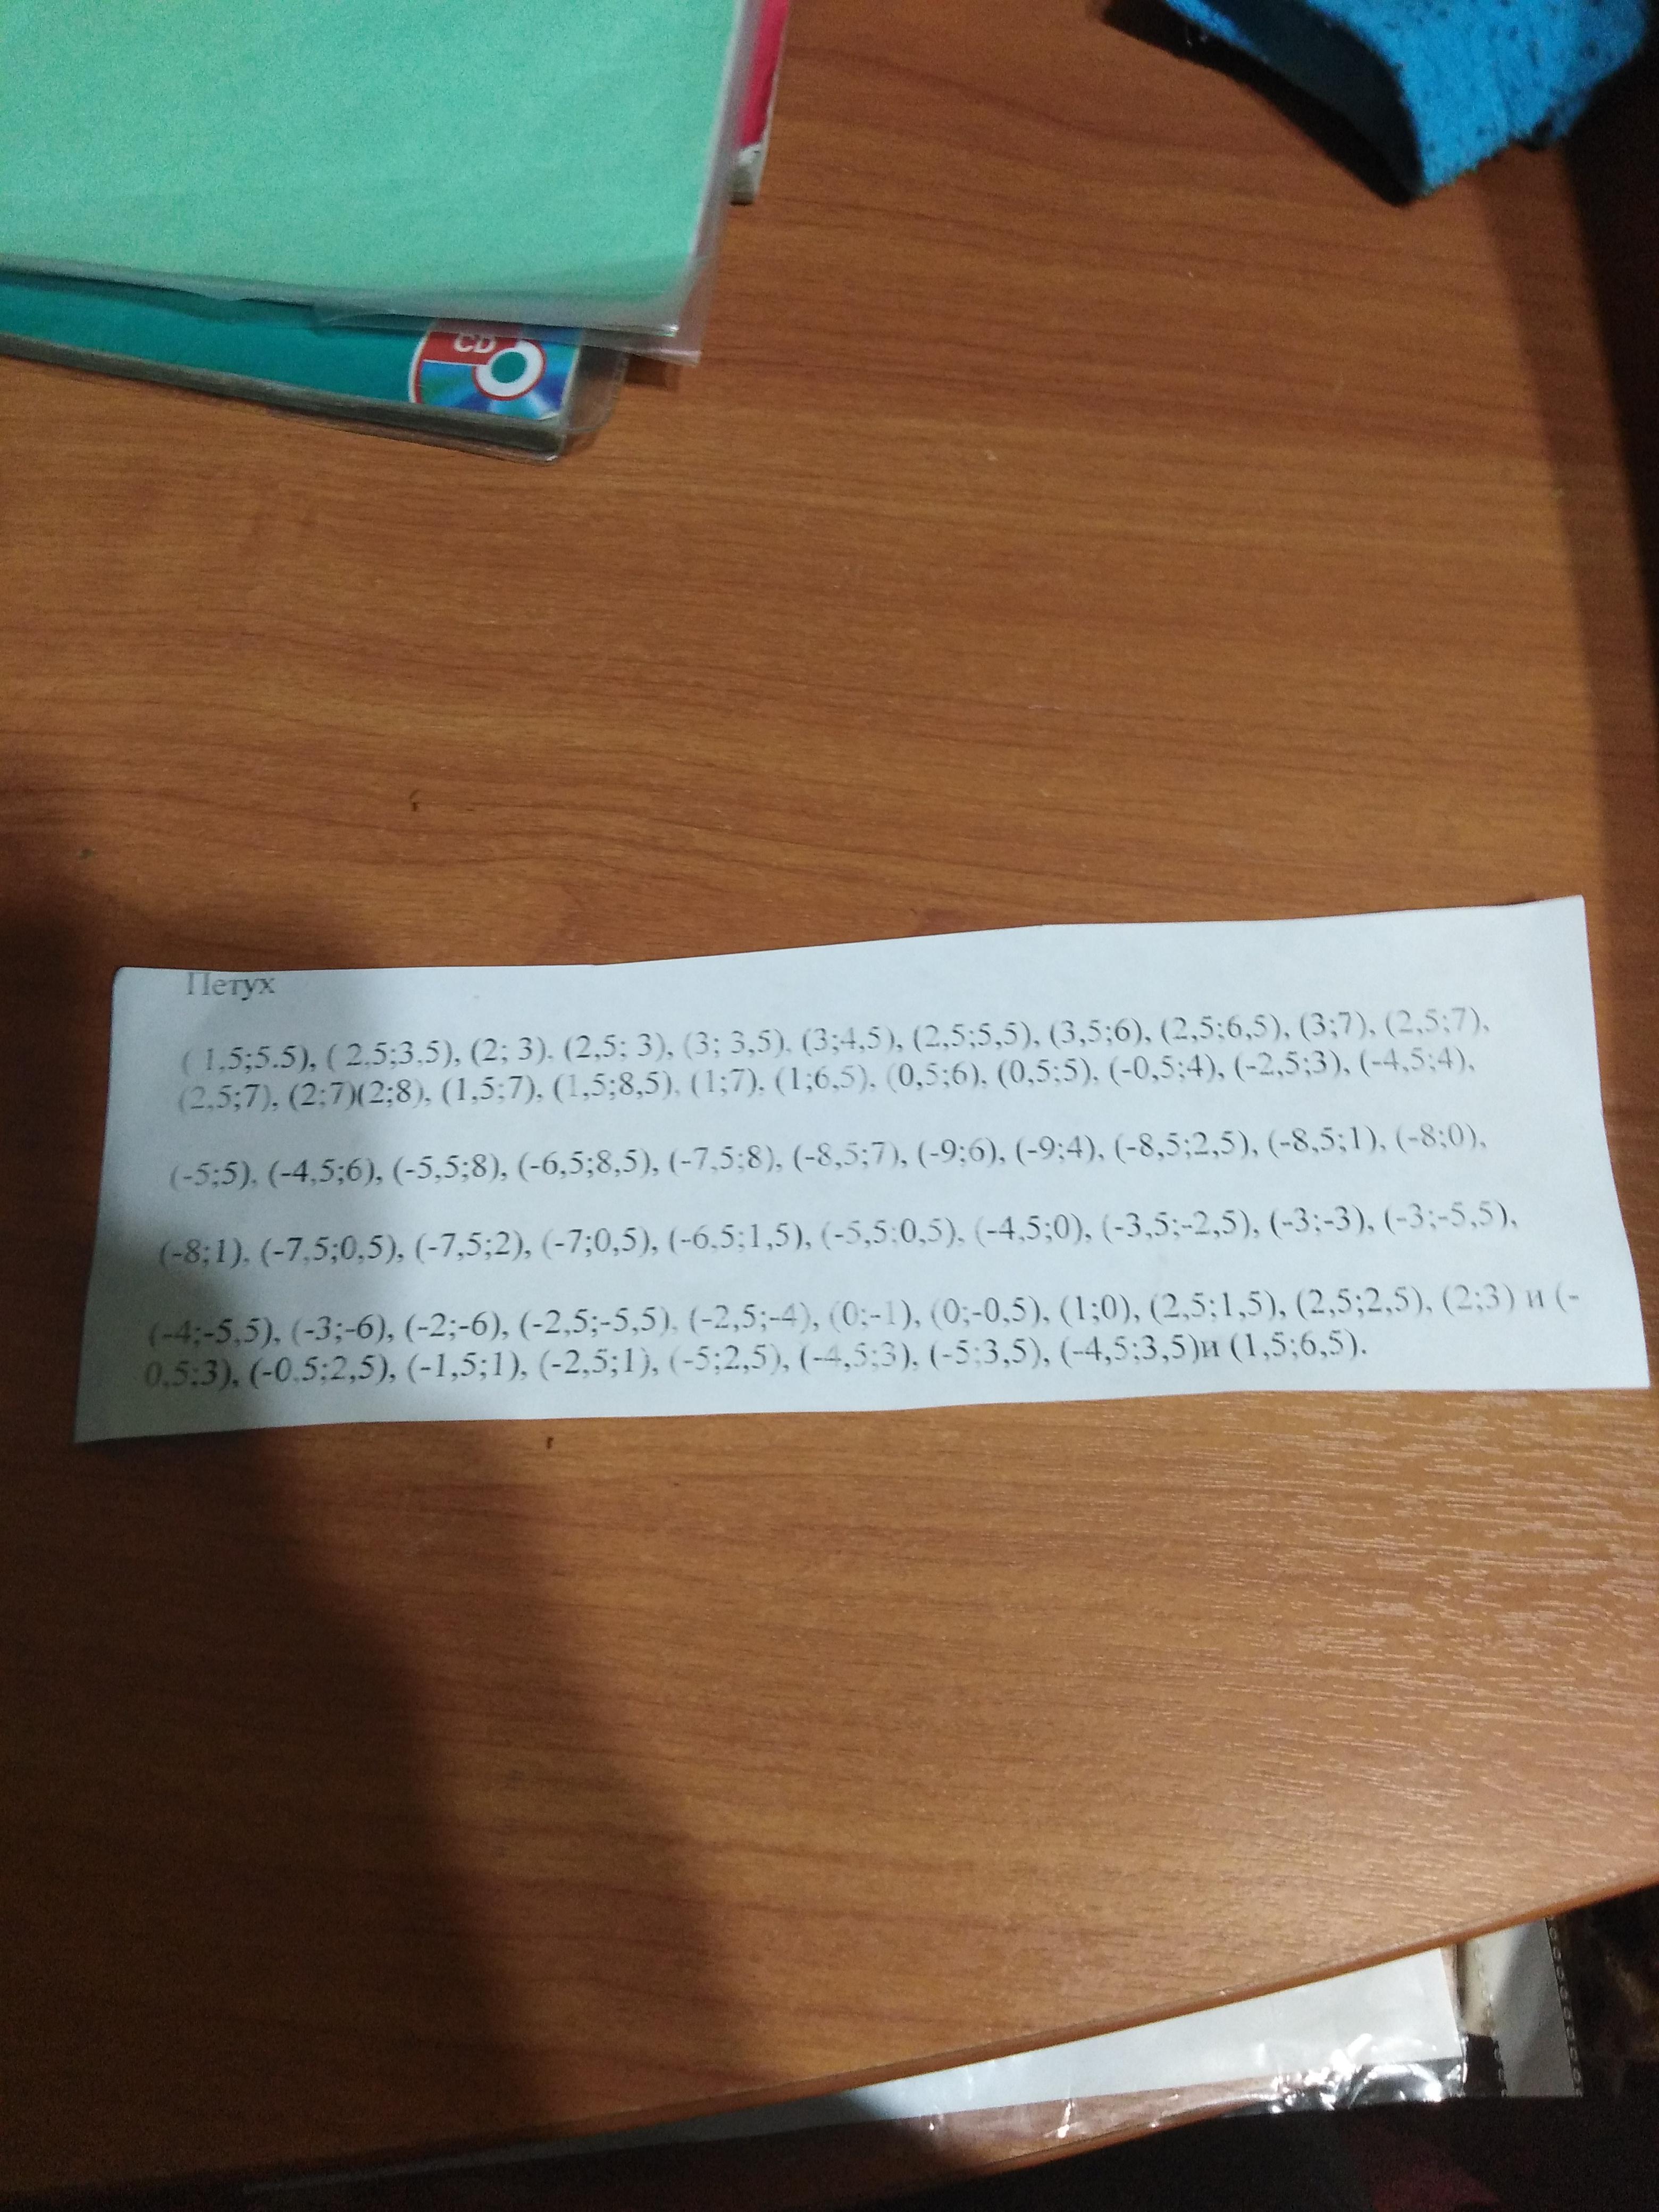 CD
Петух
( 1,5;5.5), ( 2,5;3,5), (2; 3), (2,5; 3), (3; 3,5), (3;4,5), (2,5;5,5), (3,5;6), (2,5;6,5), (3;7), (2,5;7),
(2,5;7), (2;7)(2;8), (1,5;7), (1,5;8,5), (1;7), (1;6,5), (0,5;6), (0,5;5), (-0,5;4), (-2,5;3), (-4,5;4),
(-5;5), (-4,5;6), (-5,5;8), (-6,5;8,5), (-7,5;8), (-8,5;7), (-9;6), (-9;4), (-8,5;2,5), (-8,5;1), (-8;0),
(-8;1), (-7,5;0,5), (-7,5;2), (-7;0,5), (-6,5;1,5), (-5,5;0,5), (-4,5;0), (-3,5;-2,5), (-3;-3), (-3;-5,5),
(-4;-5,5), (-3;-6), (-2;-6), (-2,5;-5,5), (-2,5;-4), (0;-1), (0;-0,5), (1;0), (2,5;1,5), (2,5;2,5), (2;3) и (-
0,5;3), (-0,5;2,5), (-1,5;1), (-2,5;1), (-5;2,5), (-4,5;3), (-5;3,5), (-4,5;3,5)и (1,5;6,5).